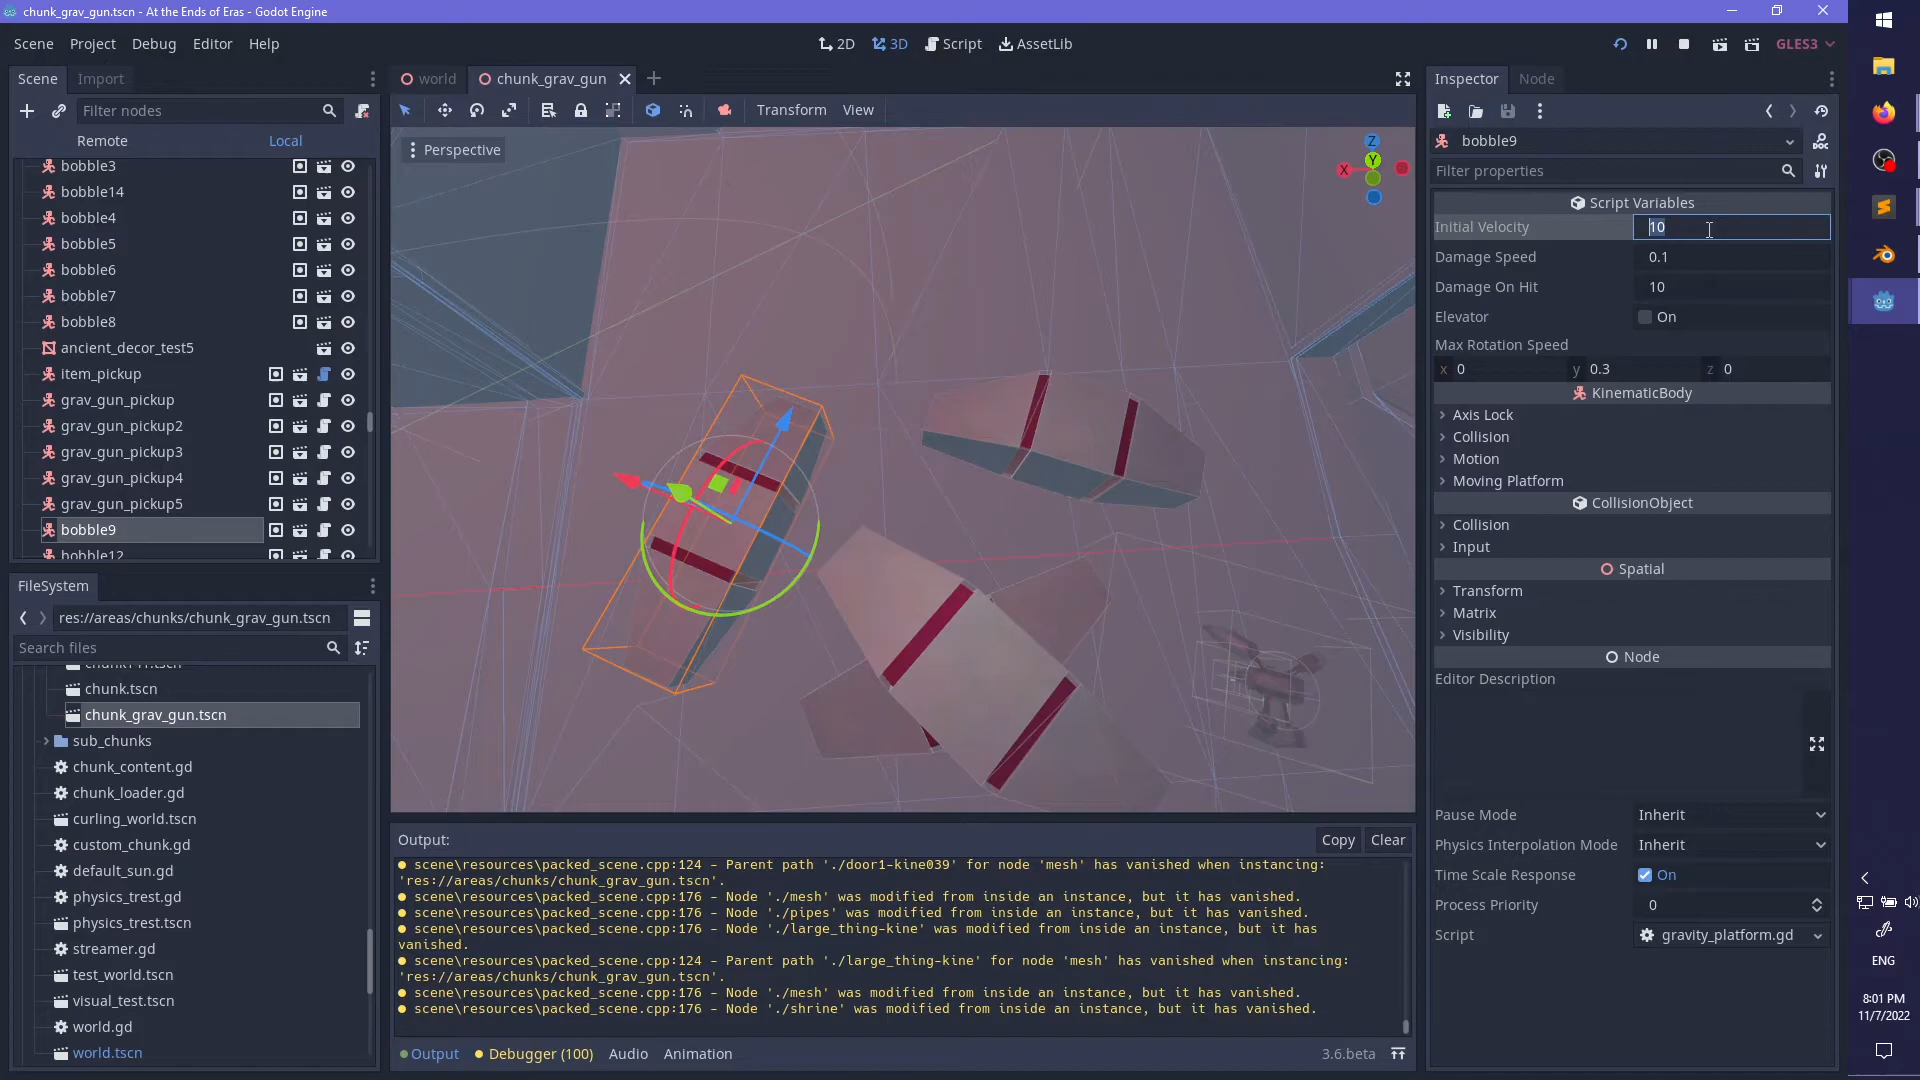 chunk_grav_gun.tscn - At the Ends of Eras - Godot Engine
Scene Project Debug Editor Help
2D 3D Script AssetLib
GLES3
Scene Import
Filter nodes
Remote Local
bobble3
bobble14
bobble4
bobble5
bobble6
bobble7
bobble8
ancient_decor_test5
item_pickup
grav_gun_pickup
grav_gun_pickup2
grav_gun_pickup3
grav_gun_pickup4
grav_gun_pickup5
bobble9
bobble12
FileSystem
res://areas/chunks/chunk_grav_gun.tscn
Search files
chunk.tscn
chunk_grav_gun.tscn
sub_chunks
chunk_content.gd
chunk_loader.gd
curling_world.tscn
custom_chunk.gd
default_sun.gd
physics_trest.gd
physics_trest.tscn
streamer.gd
test_world.tscn
visual_test.tscn
world.gd
world.tscn
world chunk_grav_gun
Transform View
Perspective
Z
Y
X
Output:
Copy Clear
scene\resources\packed_scene.cpp:124 - Parent path './door1-kine039' for node 'mesh' has vanished when instancing:
'res://areas/chunks/chunk_grav_gun.tscn'.
scene\resources\packed_scene.cpp:176 - Node './mesh' was modified from inside an instance, but it has vanished.
scene\resources\packed_scene.cpp:176 - Node './pipes' was modified from inside an instance, but it has vanished.
scene\resources\packed_scene.cpp:176 - Node './large_thing-kine' was modified from inside an instance, but it has
vanished.
scene\resources\packed_scene.cpp:124 - Parent path './large_thing-kine' for node 'mesh' has vanished when instancing:
'res://areas/chunks/chunk_grav_gun.tscn'.
scene\resources\packed_scene.cpp:176 - Node './mesh' was modified from inside an instance, but it has vanished.
scene\resources\packed_scene.cpp:176 - Node './shrine' was modified from inside an instance, but it has vanished.
Output Debugger (100) Audio Animation 3.6.beta
Inspector Node
bobble9
Filter properties
Script Variables
Initial Velocity 10
Damage Speed 0.1
Damage On Hit 10
Elevator On
Max Rotation Speed
x 0 y 0.3 z 0
KinematicBody
Axis Lock
Collision
Motion
Moving Platform
CollisionObject
Collision
Input
Spatial
Transform
Matrix
Visibility
Node
Editor Description
Pause Mode Inherit
Physics Interpolation Mode Inherit
Time Scale Response On
Process Priority 0
Script gravity_platform.gd
ENG
8:01 PM
11/7/2022